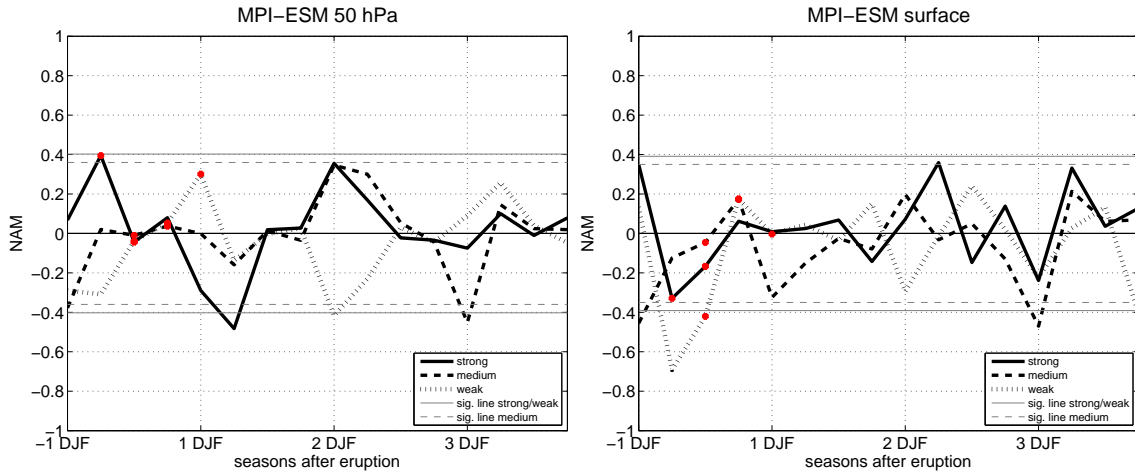 MPI−ESM 50 hPa
1
0.8
0.6
0.4
0.2
0
−0.2
−0.4
−0.6
−0.8
−1
NAM
−1 DJF
1 DJF
2 DJF
3 DJF
seasons after eruption
strong
medium
weak
sig. line strong/weak
sig. line medium
MPI−ESM surface
1
0.8
0.6
0.4
0.2
0
−0.2
−0.4
−0.6
−0.8
−1
NAM
−1 DJF
1 DJF
2 DJF
3 DJF
seasons after eruption
strong
medium
weak
sig. line strong/weak
sig. line medium